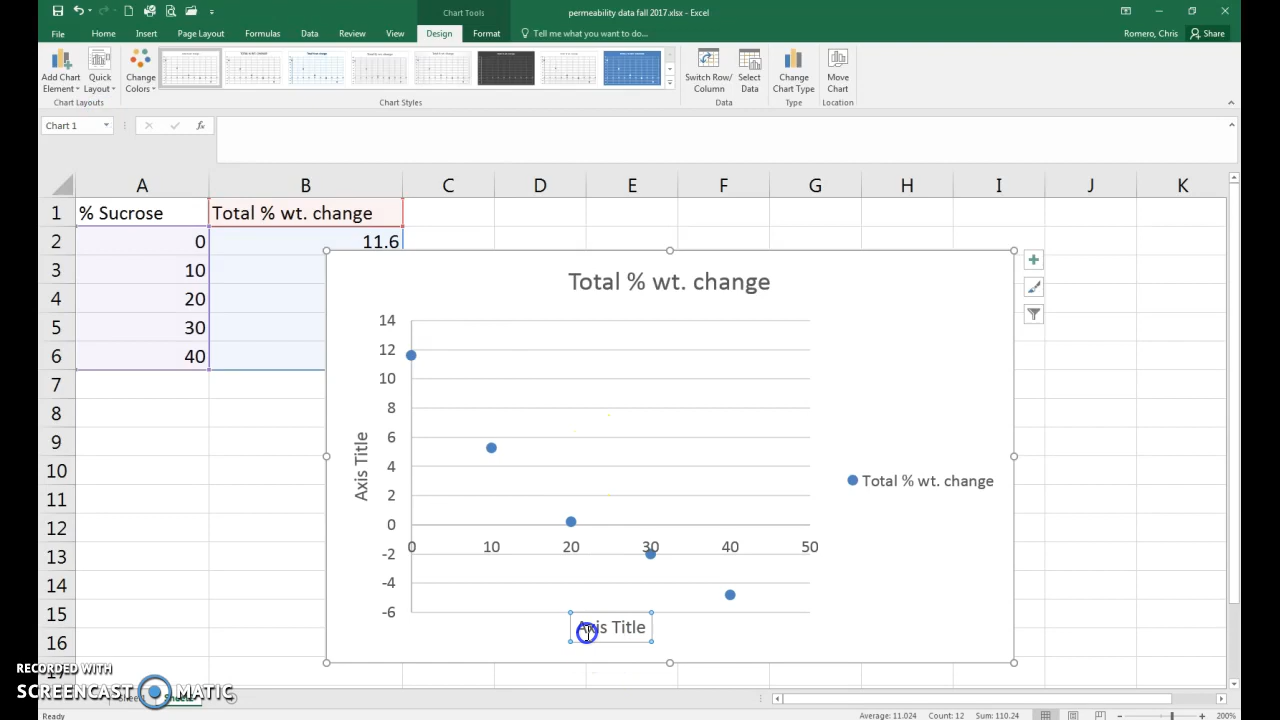 Chart Tools
permeability data fall 2017.xlsx - Excel
File Home Insert Page Layout Formulas Data Review View Design Format Tell me what you want to do... Romero, Chris Share
Add Chart Element Quick Layout Change Colors Switch Row/ Column Select Data Change Chart Type Move Chart
Chart Layouts Chart Styles Data Type Location
Chart 1 fx
A B C D E F G H I J K
1 % Sucrose Total % wt. change
2 0 11.6
3 10
4 20
5 30
6 40
7
8
9
10
11
12
13
14
15
16
Total % wt. change
14
12
10
8
6
4
2
0
-2
-4
-6
0 10 20 30 40 50
Axis Title
Axis Title
Total % wt. change
RECORDED WITH
SCREENCAST MATIC
Ready Average: 11.024 Count: 12 Sum: 110.24 200%